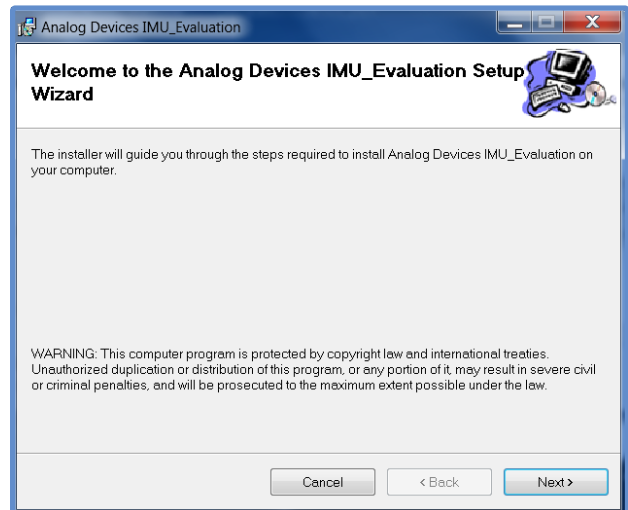 Analog Devices IMU_Evaluation
Welcome to the Analog Devices IMU_Evaluation Setup
Wizard
The installer will guide you through the steps required to install Analog Devices IMU_Evaluation on
your computer.
WARNING: This computer program is protected by copyright law and international treaties.
Unauthorized duplication or distribution of this program, or any portion of it, may result in severe civil
or criminal penalties, and will be prosecuted to the maximum extent possible under the law.
Cancel < Back Next >